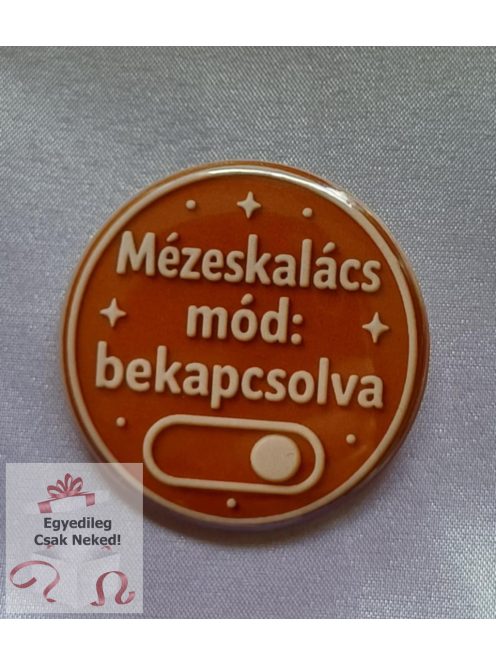 Mézeskalács
mód:
bekapcsolva
Egyedileg
Csak Neked!